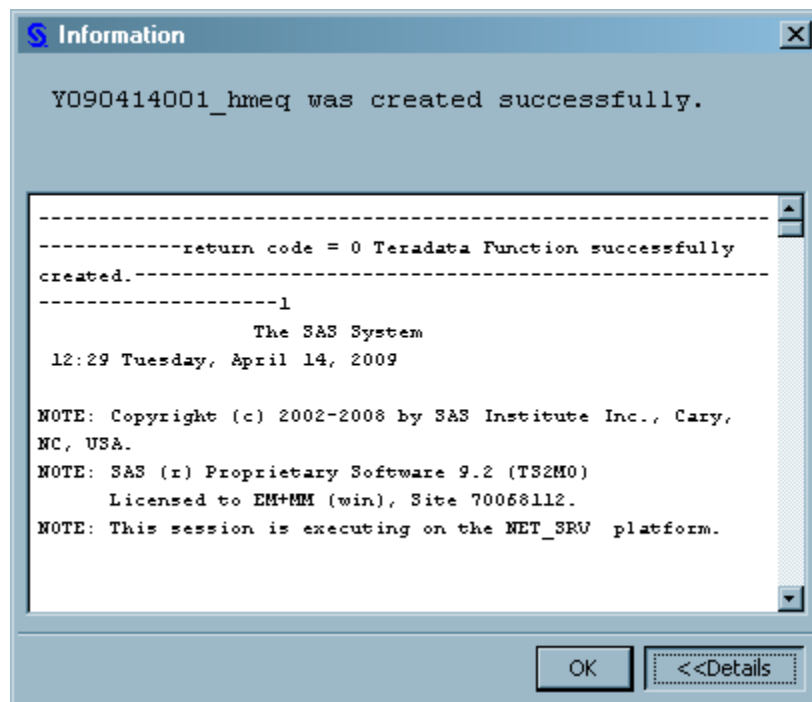 Information
Y090414001_hmeq was created successfully.
-------------------------------------------------------------
------------return code = 0 Teradata Function successfully
created.-----------------------------------------------------
--------------------1
The SAS System
12:29 Tuesday, April 14, 2009
NOTE: Copyright (c) 2002-2008 by SAS Institute Inc., Cary,
NC, USA.
NOTE: SAS (r) Proprietary Software 9.2 (TS2M0)
Licensed to EM+MM (win), Site 70068112.
NOTE: This session is executing on the NET_SRV platform.
OK
<<Details